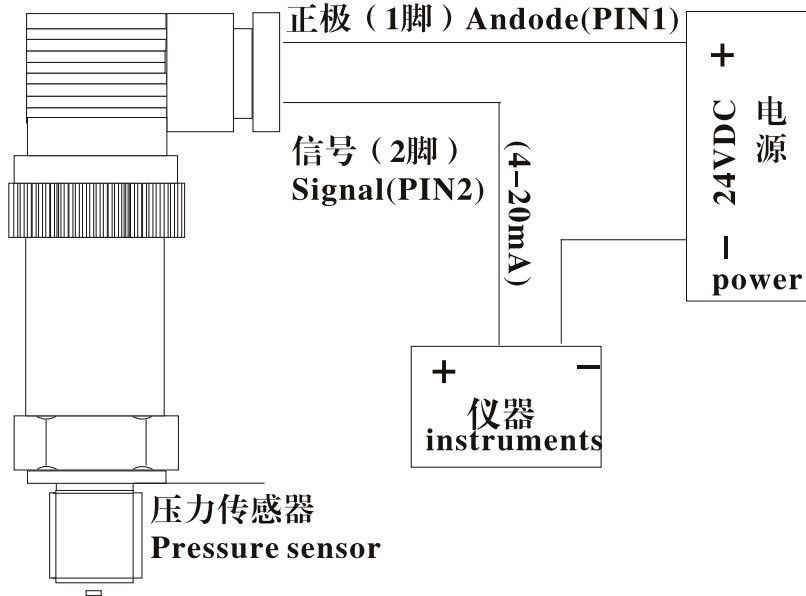 正极（1脚）Andode(PIN1)
信号（2脚）
Signal(PIN2)
(4-20mA)
+
电源
24VDC
-
power
+ -
仪器
instruments
压力传感器
Pressure sensor